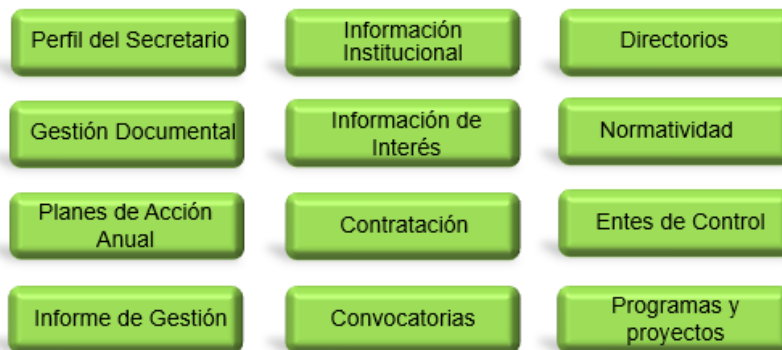 Perfil del Secretario
Información
Institucional
Directorios
Gestión Documental
Información de
Interés
Normatividad
Planes de Acción
Anual
Contratación
Entes de Control
Informe de Gestión
Convocatorias
Programas y
proyectos